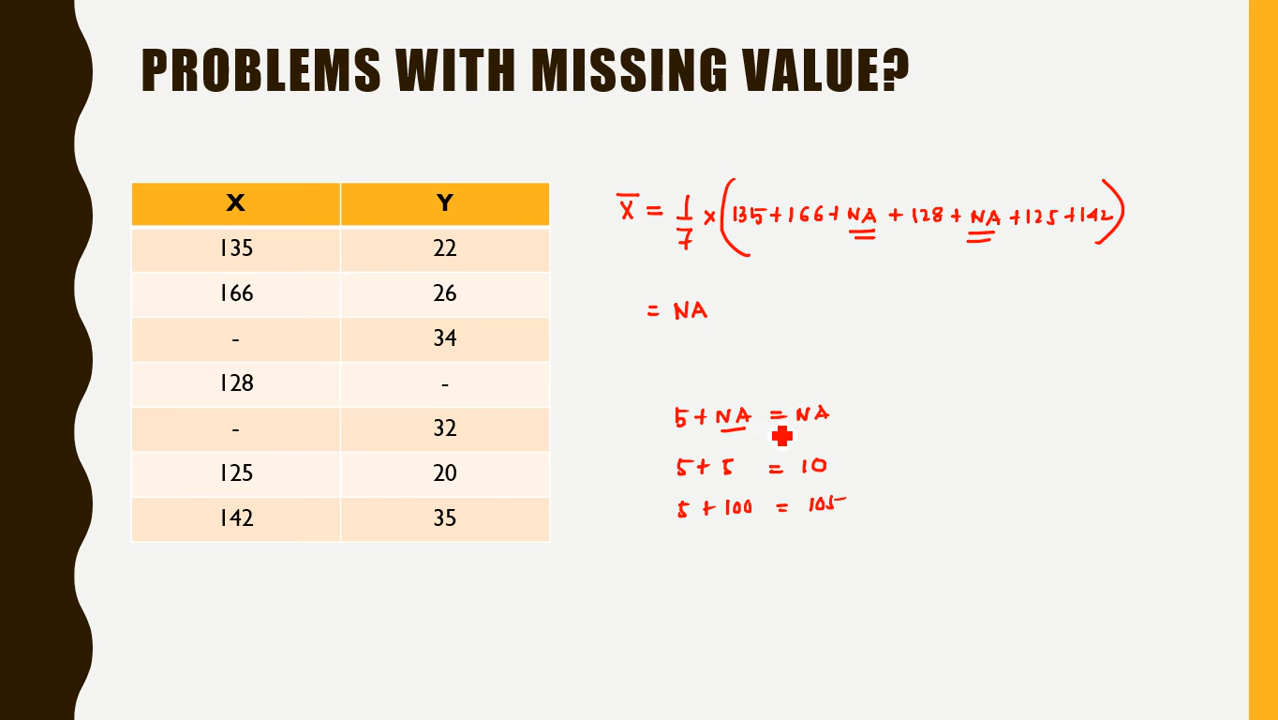 PROBLEMS WITH MISSING VALUE?
X Y
135 22
166 26
- 34
128 -
- 32
125 20
142 35
X̅ = 1/7 × (135+166+NA+128+NA+125+142)
= NA
5+NA = NA
5+5 = 10
5+100 = 105